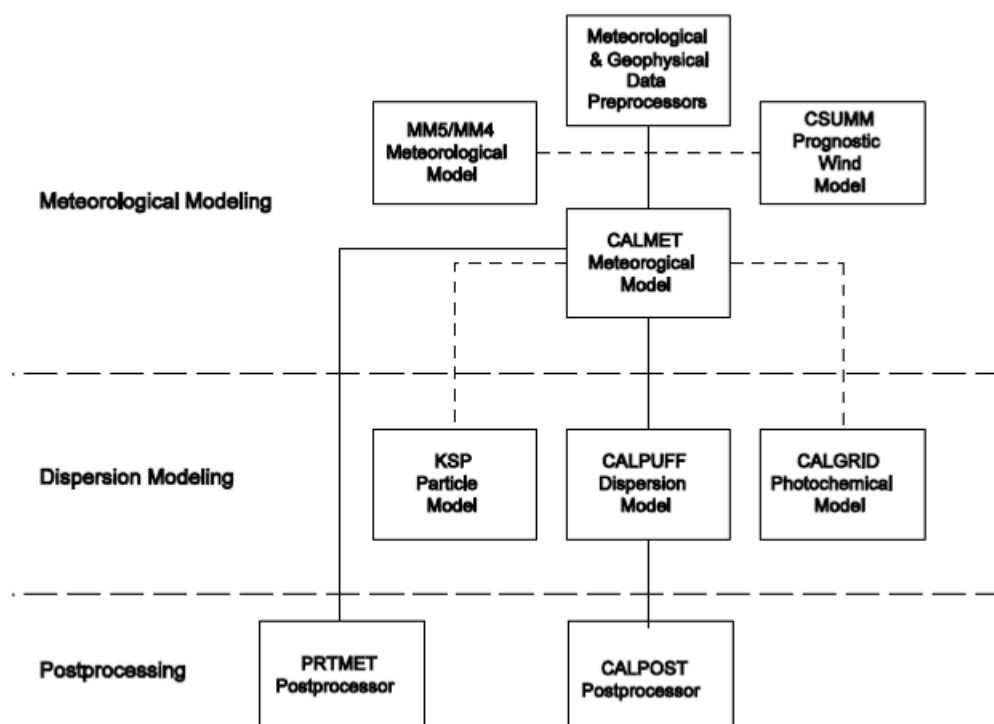 Meteorological
& Geophysical
Data
Preprocessors
MM5/MM4
Meteorological
Model
CSUMM
Prognostic
Wind
Model
Meteorological Modeling
CALMET
Meteorogical
Model
Dispersion Modeling
KSP
Particle
Model
CALPUFF
Dispersion
Model
CALGRID
Photochemical
Model
Postprocessing
PRTMET
Postprocessor
CALPOST
Postprocessor